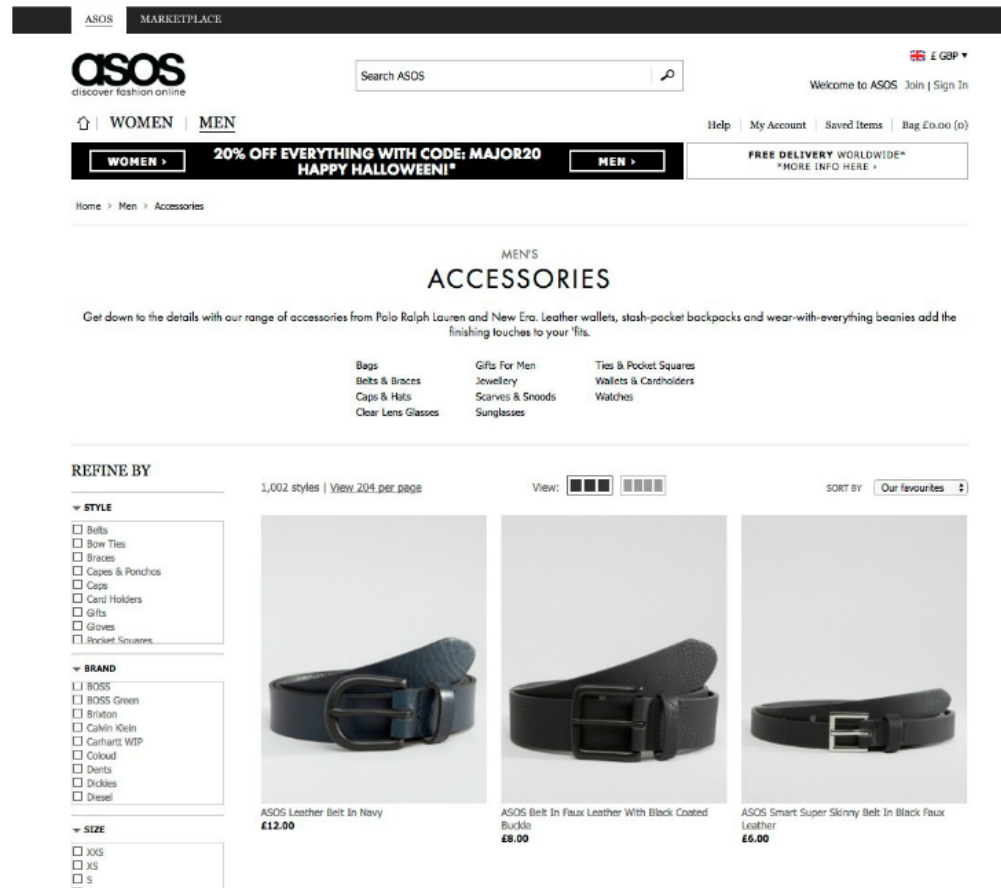 ASOS MARKETPLACE
asos
discover fashion online
Search ASOS
£ GBP ▼
Welcome to ASOS Join | Sign In
WOMEN | MEN
Help | My Account | Saved Items | Bag £0.00 (0)
WOMEN >
20% OFF EVERYTHING WITH CODE: MAJOR20
HAPPY HALLOWEEN!*
MEN >
FREE DELIVERY WORLDWIDE*
*MORE INFO HERE >
Home > Men > Accessories
MEN'S
ACCESSORIES
Get down to the details with our range of accessories from Polo Ralph Lauren and New Era. Leather wallets, stash-pocket backpacks and wear-with-everything beanies add the
finishing touches to your 'fits.
Bags
Belts & Braces
Caps & Hats
Clear Lens Glasses
Gifts For Men
Jewellery
Scarves & Snoods
Sunglasses
Ties & Pocket Squares
Wallets & Cardholders
Watches
REFINE BY
STYLE
Belts
Bow Ties
Braces
Capes & Ponchos
Caps
Card Holders
Gifts
Gloves
Pocket Squares
BRAND
BOSS
BOSS Green
Brixton
Calvin Klein
Carhartt WIP
Coloud
Dents
Dickies
Diesel
SIZE
XXS
XS
S
1,002 styles | View 204 per page
View:
SORT BY Our favourites
ASOS Leather Belt In Navy
£12.00
ASOS Belt In Faux Leather With Black Coated
Buckle
£8.00
ASOS Smart Super Skinny Belt In Black Faux
Leather
£6.00